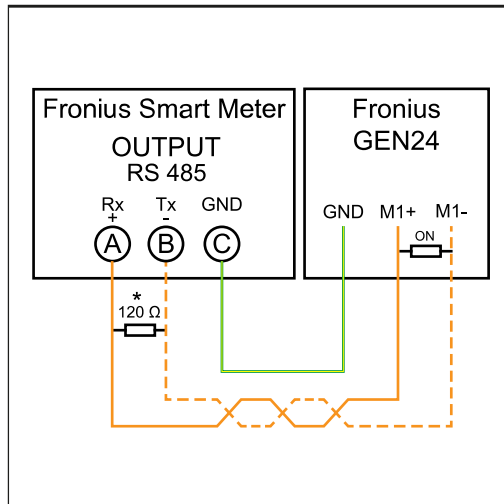 Fronius Smart Meter
OUTPUT
RS 485
Rx Tx GND
+ -
A B C
*
120 Ω
Fronius
GEN24
GND M1+ M1-
ON